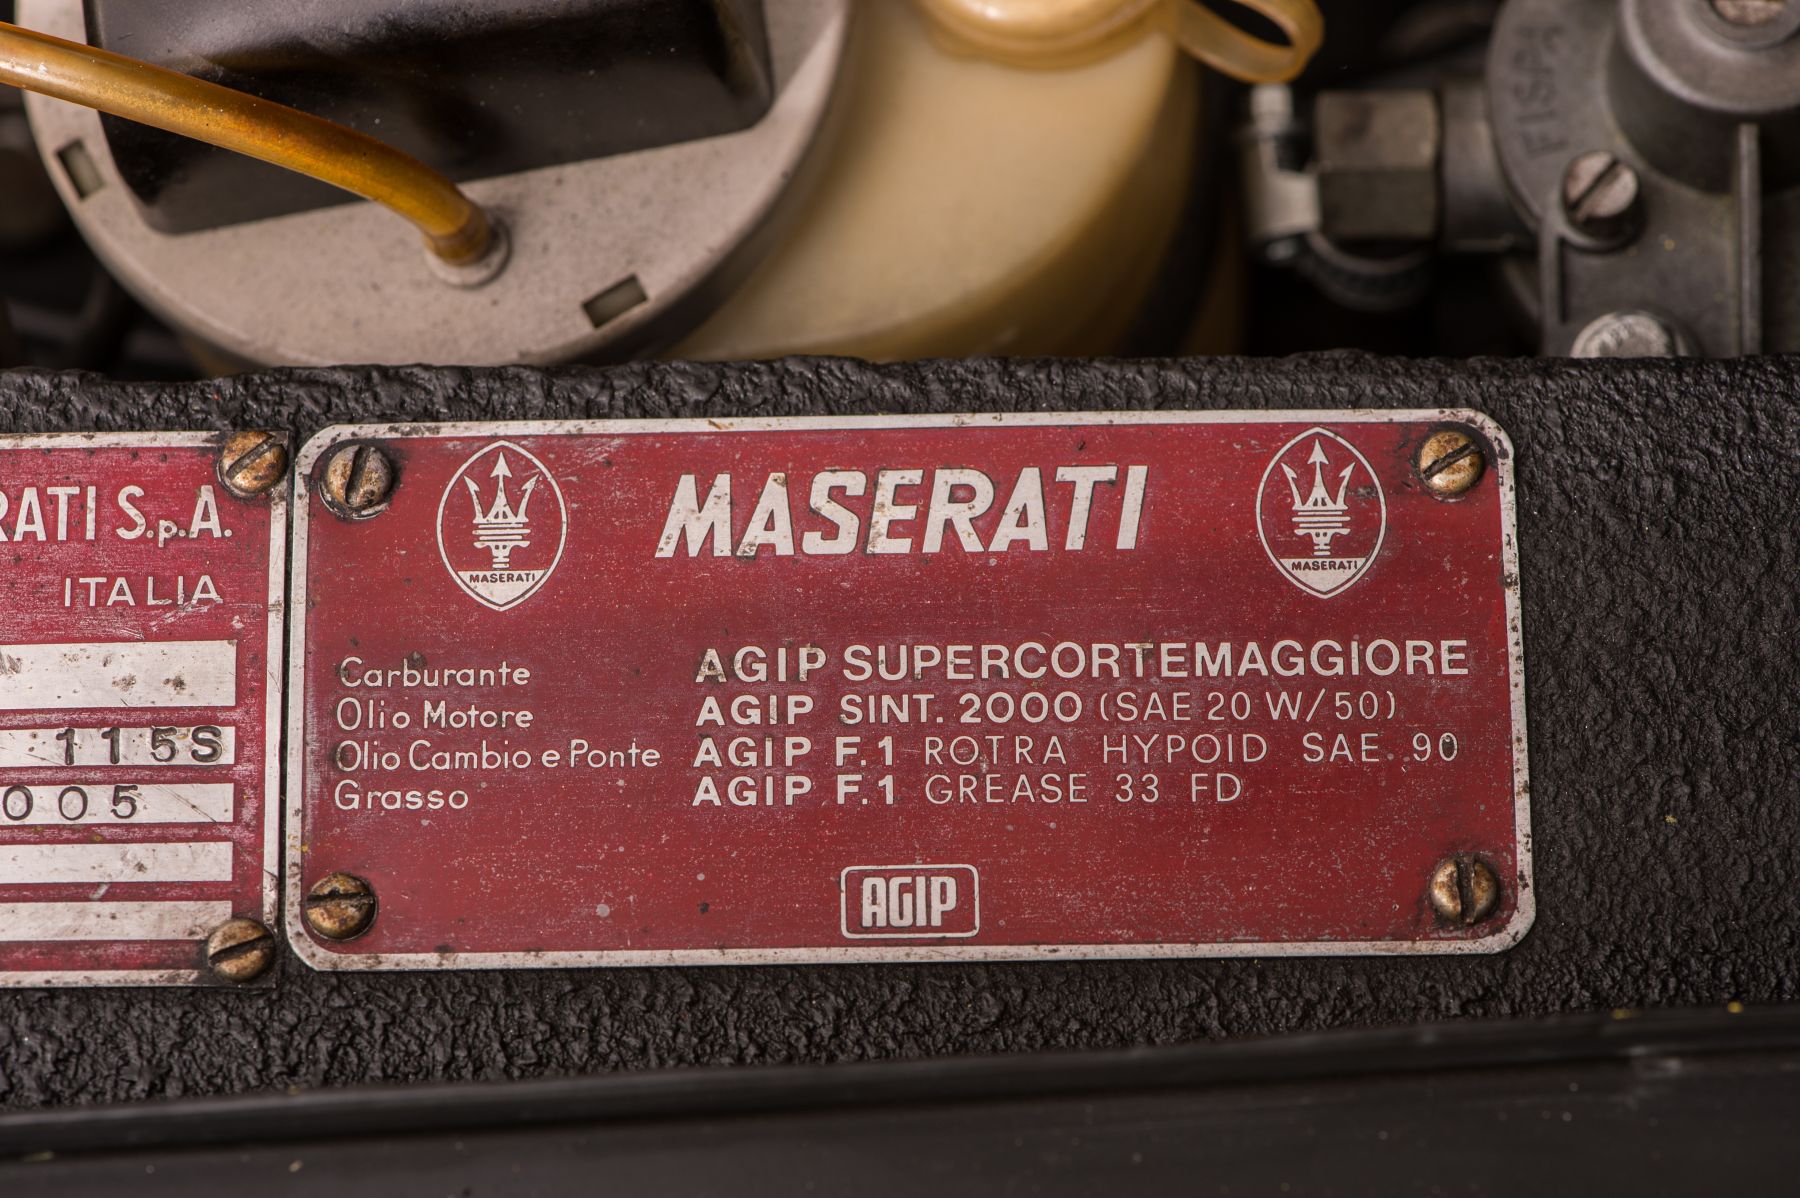 FISPA
RATI S.p.A.
ITALIA
115S
005
MASERATI
MASERATI
MASERATI
Carburante AGIP SUPERCORTEMAGGIORE
Olio Motore AGIP SINT. 2000 (SAE 20 W/50)
Olio Cambio e Ponte AGIP F.1 ROTRA HYPOID SAE 90
Grasso AGIP F.1 GREASE 33 FD
AGIP